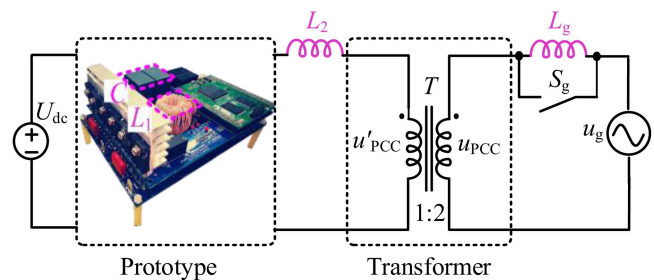 L2
Lg
Sg
T
C
L1
Udc
u'PCC
uPCC
ug
1:2
Prototype
Transformer